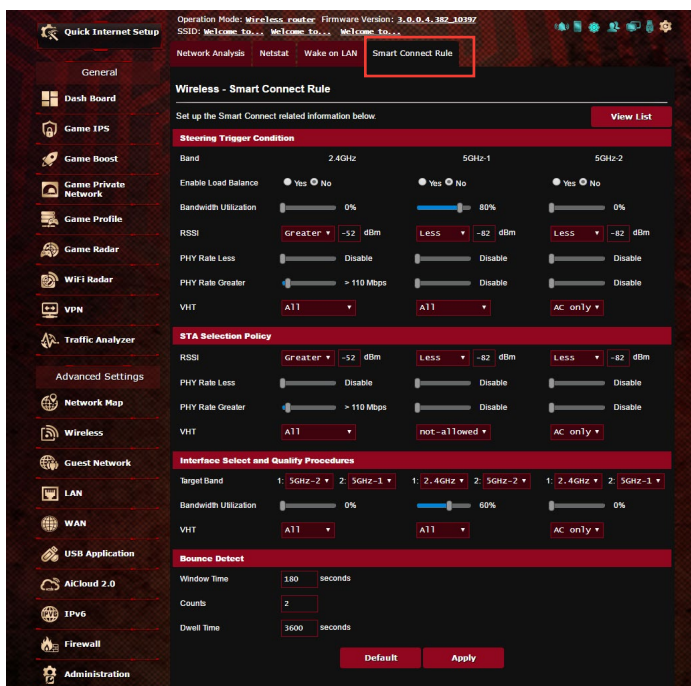 Quick Internet Setup
General
Dash Board
Game IPS
Game Boost
Game Private
Network
Game Profile
Game Radar
WiFi Radar
VPN
Traffic Analyzer
Advanced Settings
Network Map
Wireless
Guest Network
LAN
WAN
USB Application
AiCloud 2.0
IPv6
Firewall
Administration
Operation Mode: Wireless router Firmware Version: 3.0.0.4.382_10397
SSID: Welcome to... Welcome to... Welcome to...
Network Analysis Netstat Wake on LAN Smart Connect Rule
Wireless - Smart Connect Rule
Set up the Smart Connect related information below. View List
Steering Trigger Condition
Band 2.4GHz 5GHz-1 5GHz-2
Enable Load Balance Yes No Yes No Yes No
Bandwidth Utilization 0% 80% 0%
RSSI Greater -52 dBm Less -82 dBm Less -82 dBm
PHY Rate Less Disable Disable Disable
PHY Rate Greater > 110 Mbps Disable Disable
VHT All All AC only
STA Selection Policy
RSSI Greater -52 dBm Less -82 dBm Less -82 dBm
PHY Rate Less Disable Disable Disable
PHY Rate Greater > 110 Mbps Disable Disable
VHT All not-allowed AC only
Interface Select and Quality Procedures
Target Band 1: 5GHz-2 2: 5GHz-1 1: 2.4GHz 2: 5GHz-2 1: 2.4GHz 2: 5GHz-1
Bandwidth Utilization 0% 60% 0%
VHT All All AC only
Bounce Detect
Window Time 180 seconds
Counts 2
Dwell Time 3600 seconds
Default Apply